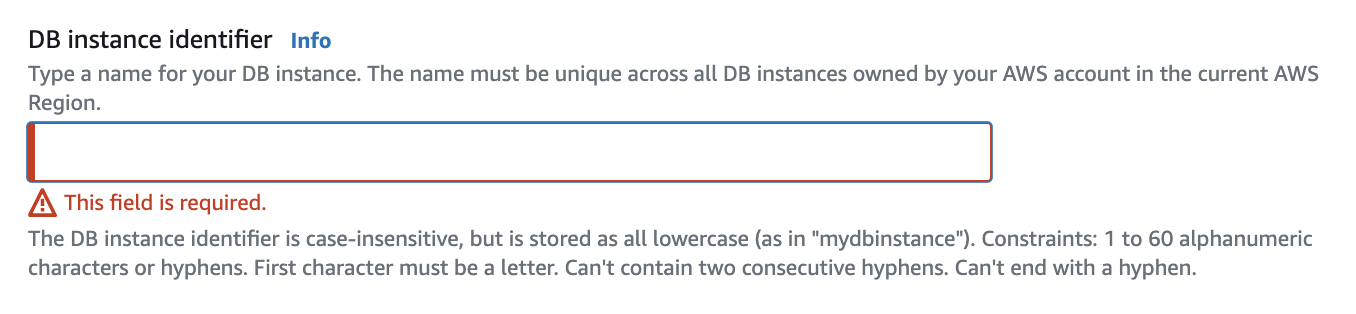 DB instance identifier Info
Type a name for your DB instance. The name must be unique across all DB instances owned by your AWS account in the current AWS
Region.
This field is required.
The DB instance identifier is case-insensitive, but is stored as all lowercase (as in "mydbinstance"). Constraints: 1 to 60 alphanumeric
characters or hyphens. First character must be a letter. Can't contain two consecutive hyphens. Can't end with a hyphen.